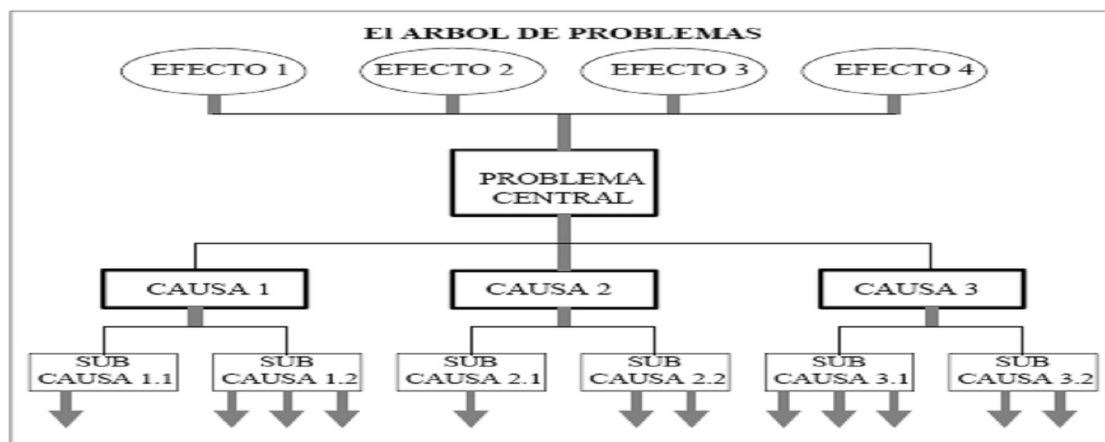 El ARBOL DE PROBLEMAS
EFECTO 1
EFECTO 2
EFECTO 3
EFECTO 4
PROBLEMA
CENTRAL
CAUSA 1
CAUSA 2
CAUSA 3
SUB
CAUSA 1.1
SUB
CAUSA 1.2
SUB
CAUSA 2.1
SUB
CAUSA 2.2
SUB
CAUSA 3.1
SUB
CAUSA 3.2